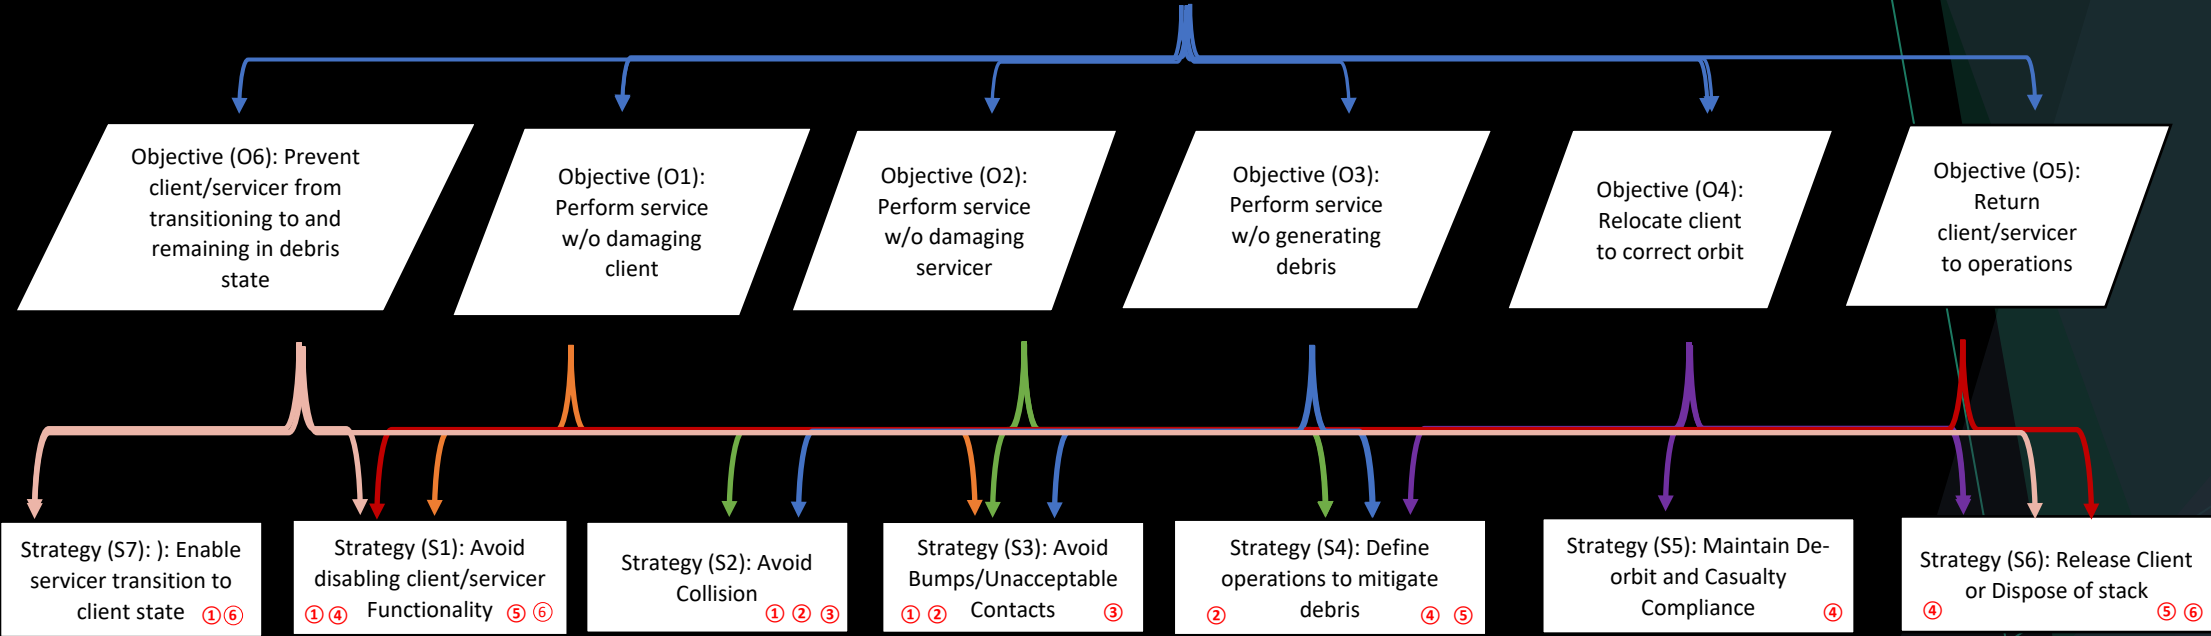 Objective (O6): Prevent
client/servicer from
transitioning to and
remaining in debris
state
Objective (O1):
Perform service
w/o damaging
client
Objective (O2):
Perform service
w/o damaging
servicer
Objective (O3):
Perform service
w/o generating
debris
Objective (O4):
Relocate client
to correct orbit
Objective (O5):
Return
client/servicer
to operations
Strategy (S7): ): Enable
servicer transition to
client state ①⑥
Strategy (S1): Avoid
disabling client/servicer
①④ Functionality ⑤⑥
Strategy (S2): Avoid
Collision
①②③
Strategy (S3): Avoid
Bumps/Unacceptable
①② Contacts ③
Strategy (S4): Define
operations to mitigate
② debris ④⑤
Strategy (S5): Maintain De-
orbit and Casualty
Compliance ④
Strategy (S6): Release Client
or Dispose of stack
④ ⑤⑥